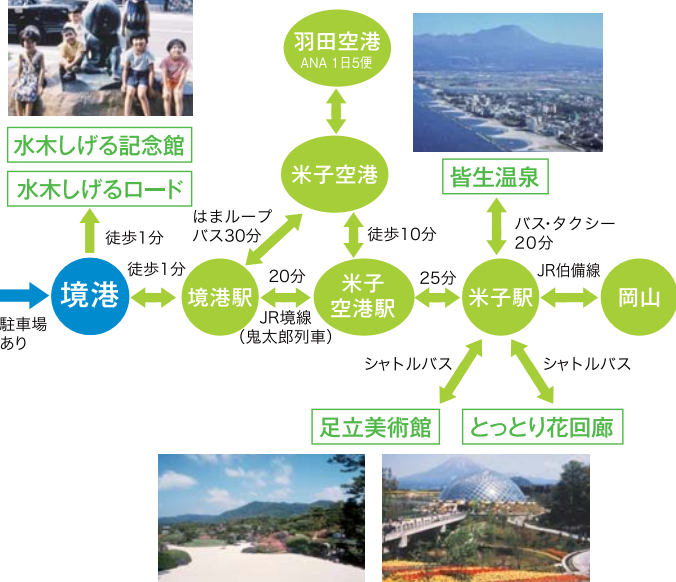 羽田空港
ANA 1日5便
水木しげる記念館
水木しげるロード
米子空港
皆生温泉
徒歩1分
はまループ
バス30分
徒歩10分
バス・タクシー
20分
境港
徒歩1分
境港駅
20分
JR境線
（鬼太郎列車）
米子
空港駅
25分
米子駅
JR伯備線
岡山
駐車場
あり
シャトルバス
シャトルバス
足立美術館
とっとり花回廊